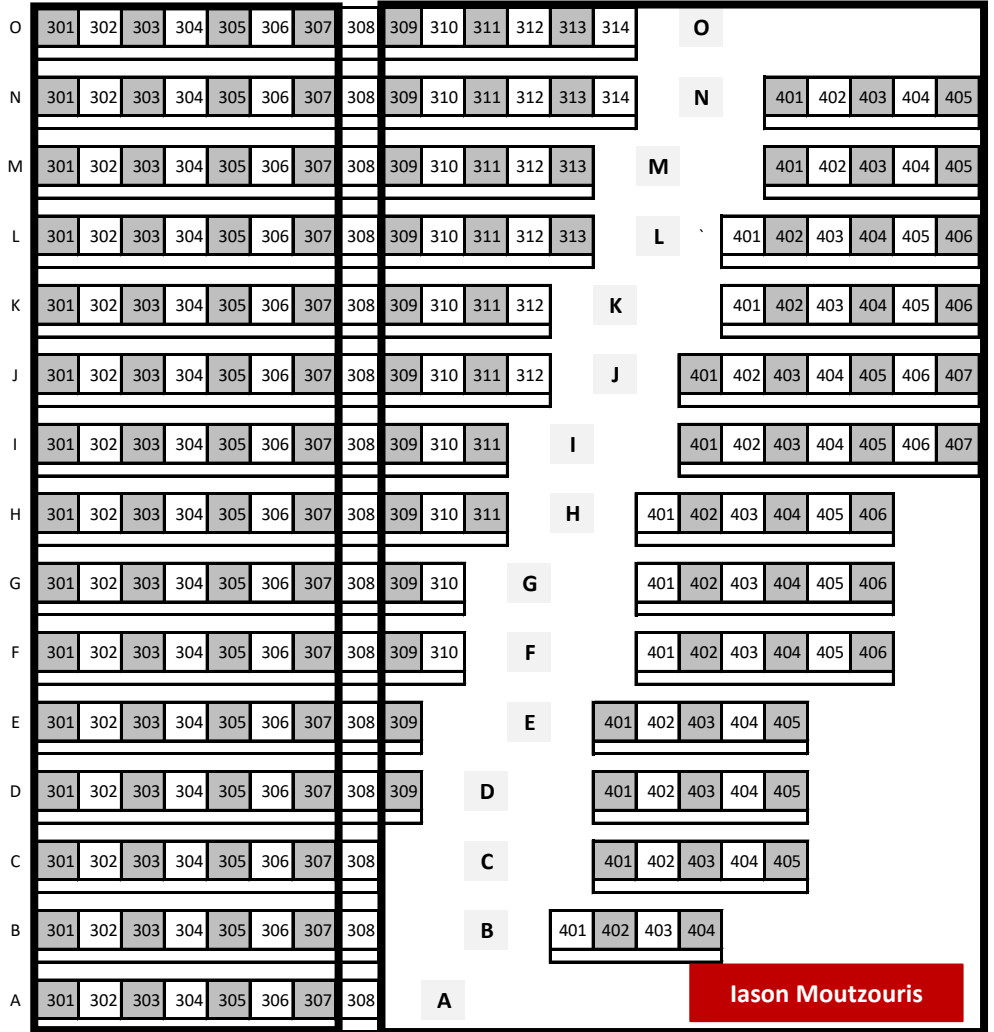 O 301 302 303 304 305 306 307 308 309 310 311 312 313 314 O
N 301 302 303 304 305 306 307 308 309 310 311 312 313 314 N 401 402 403 404 405
M 301 302 303 304 305 306 307 308 309 310 311 312 313 M 401 402 403 404 405
L 301 302 303 304 305 306 307 308 309 310 311 312 313 L ` 401 402 403 404 405 406
K 301 302 303 304 305 306 307 308 309 310 311 312 K 401 402 403 404 405 406
J 301 302 303 304 305 306 307 308 309 310 311 312 J 401 402 403 404 405 406 407
I 301 302 303 304 305 306 307 308 309 310 311 I 401 402 403 404 405 406 407
H 301 302 303 304 305 306 307 308 309 310 311 H 401 402 403 404 405 406
G 301 302 303 304 305 306 307 308 309 310 G 401 402 403 404 405 406
F 301 302 303 304 305 306 307 308 309 310 F 401 402 403 404 405 406
E 301 302 303 304 305 306 307 308 309 E 401 402 403 404 405
D 301 302 303 304 305 306 307 308 309 D 401 402 403 404 405
C 301 302 303 304 305 306 307 308 C 401 402 403 404 405
B 301 302 303 304 305 306 307 308 B 401 402 403 404
A 301 302 303 304 305 306 307 308 A Iason Moutzouris